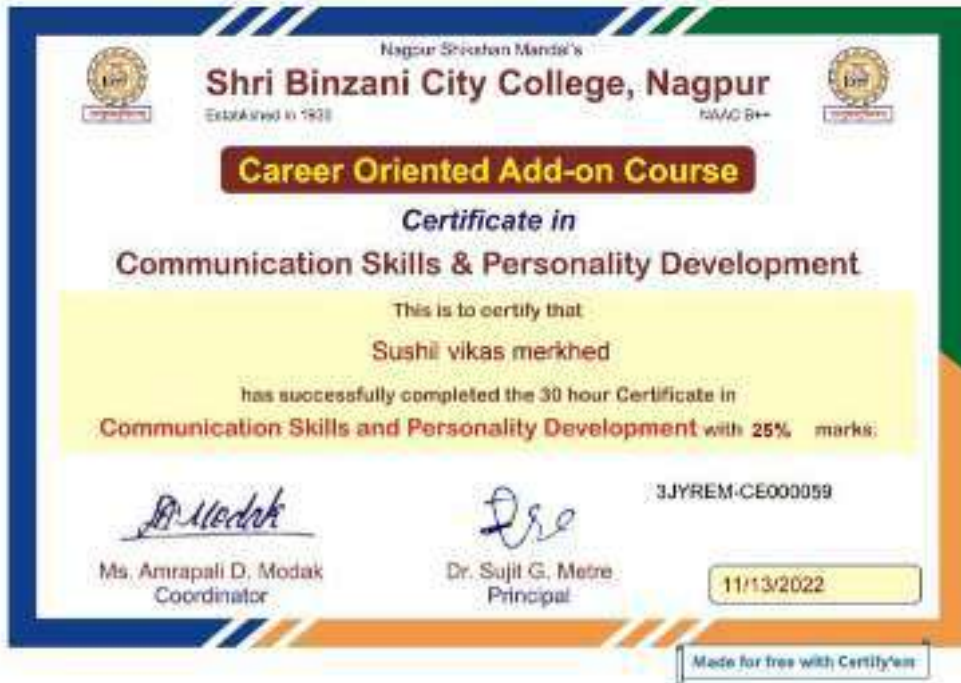 Nagpur Shikshan Mandal's
Shri Binzani City College, Nagpur
Established in
NAAC B++
Career Oriented Add-on Course
Certificate in
Communication Skills & Personality Development
This is to certify that
Sushil vikas merkhed
has successfully completed the 30 hour Certificate in
Communication Skills and Personality Development with 25% marks.
3JYREM-CE000059
Ms. Amrapali D. Modak
Coordinator
Dr. Sujit G. Metre
Principal
11/13/2022
Made for free with Certify'em